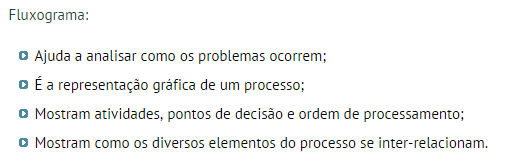 Fluxograma:
Ajuda a analisar como os problemas ocorrem;
É a representação gráfica de um processo;
Mostram atividades, pontos de decisão e ordem de processamento;
Mostram como os diversos elementos do processo se inter-relacionam.